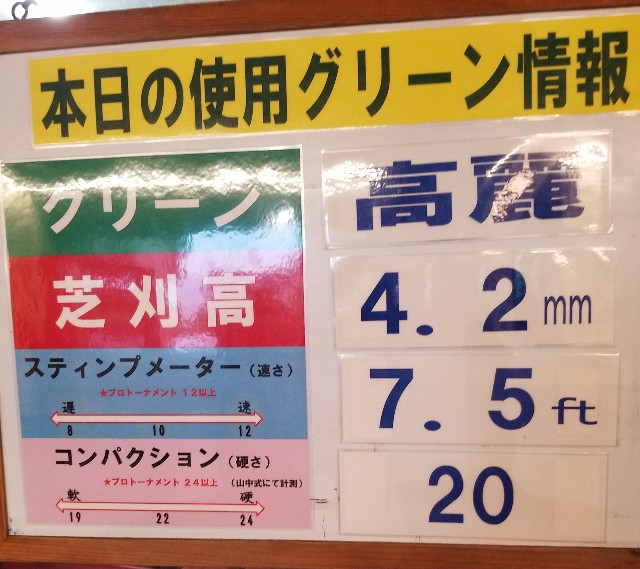 本日の使用グリーン情報
グリーン
高麗
芝刈高
4.2mm
スティンプメーター(速さ)
★プロトーナメント 12以上
遅 速
8 10 12
7.5ft
コンパクション(硬さ)
★プロトーナメント 24以上 (山中式にて計測)
軟 硬
19 22 24
20